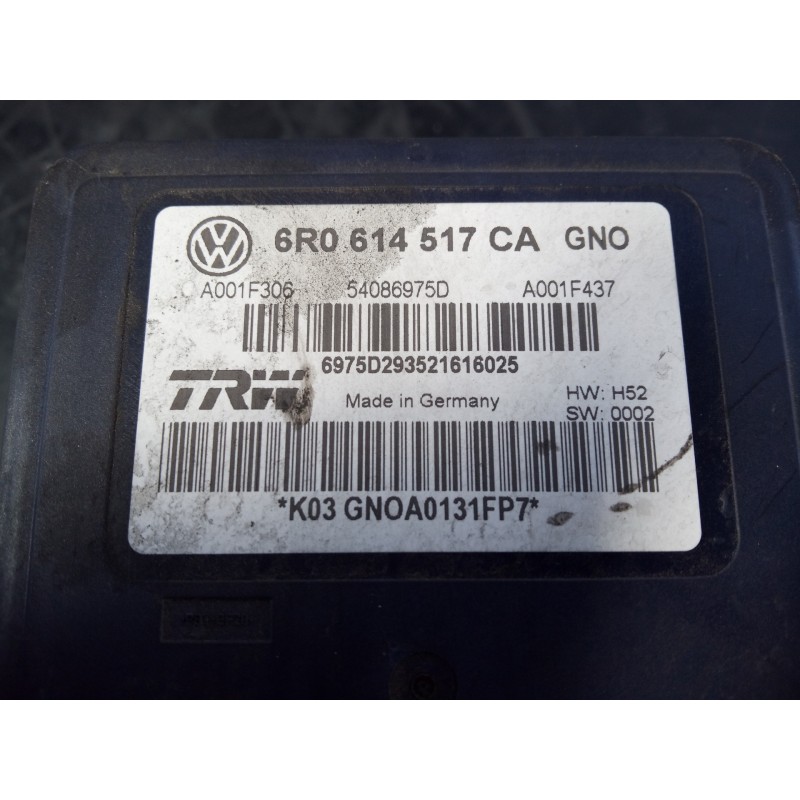 6R0 614 517 CA GNO
A001F306 54086975D A001F437
6975D293521616025
TRW Made in Germany HW: H52
SW: 0002
*K03 GNOA0131FP7*